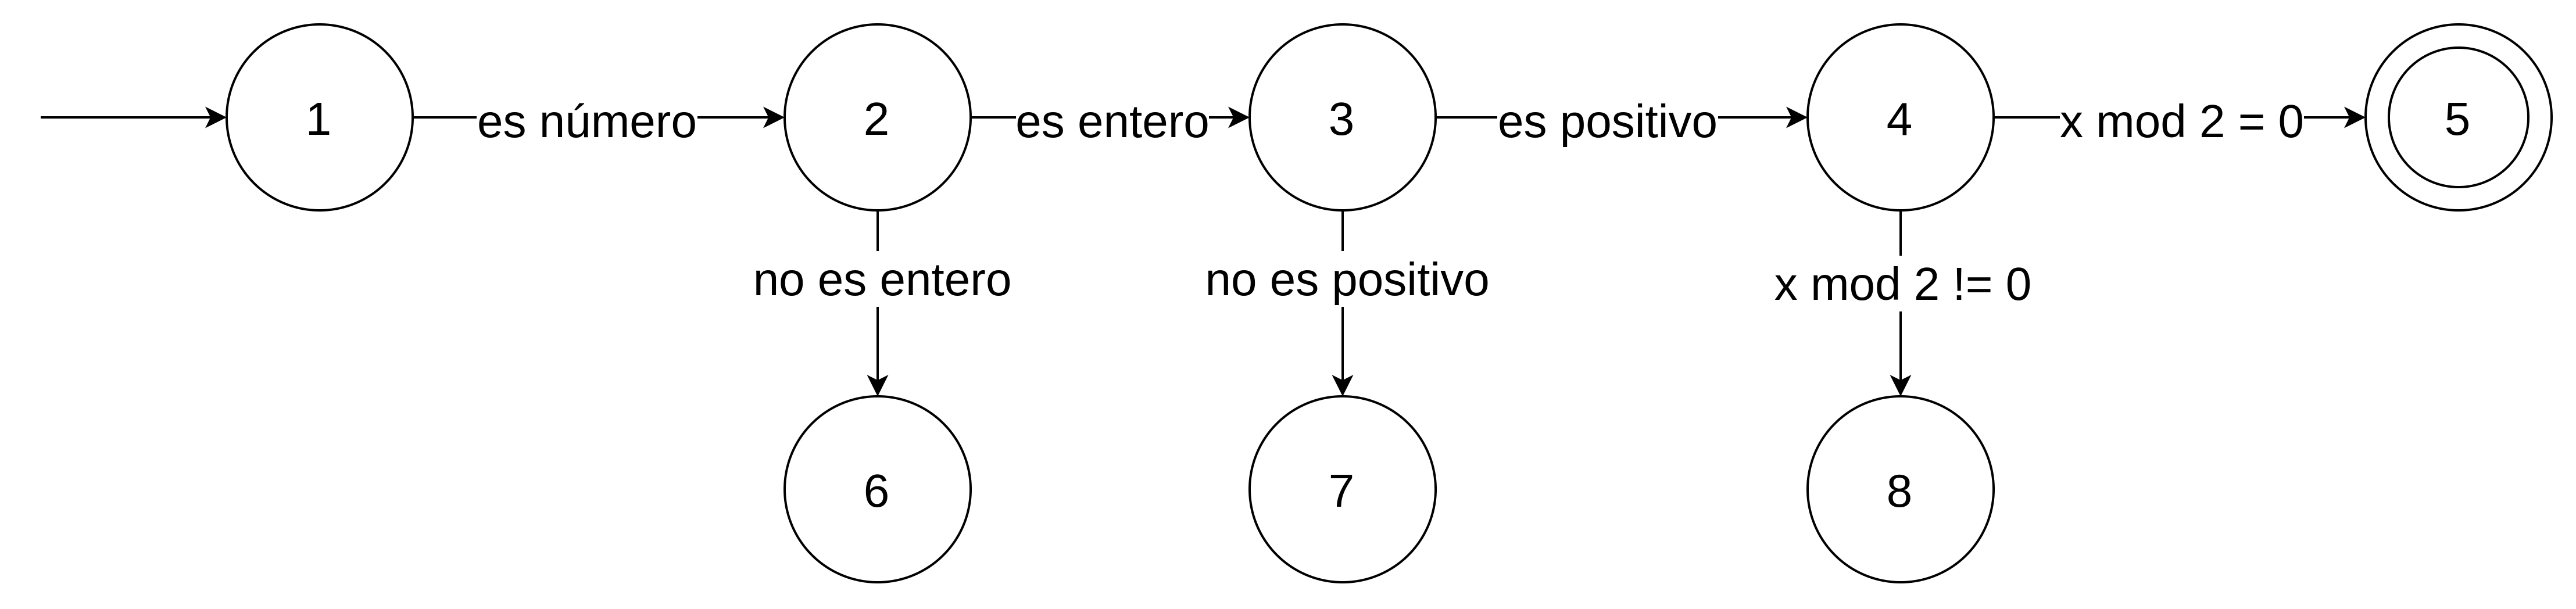 1
es número
2
es entero
3
es positivo
4
x mod 2 = 0
5
no es entero
no es positivo
x mod 2 != 0
6
7
8